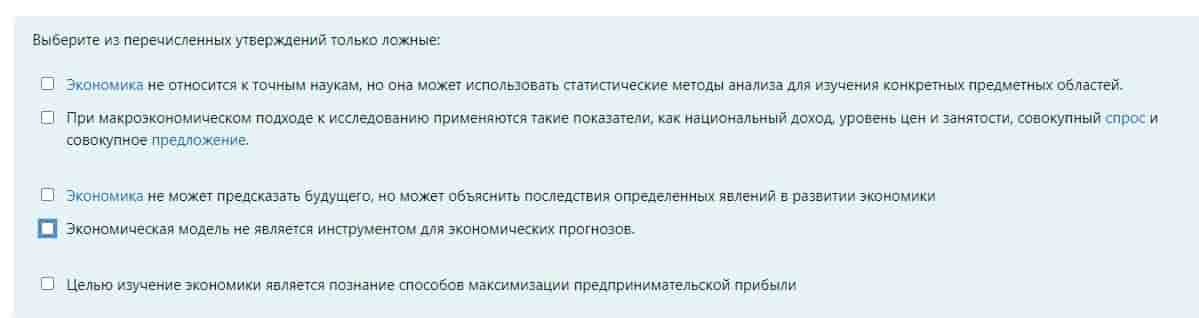 Выберите из перечисленных утверждений только ложные:
Экономика не относится к точным наукам, но она может использовать статистические методы анализа для изучения конкретных предметных областей.
При макроэкономическом подходе к исследованию применяются такие показатели, как национальный доход, уровень цен и занятости, совокупный спрос и
совокупное предложение.
Экономика не может предсказать будущего, но может объяснить последствия определенных явлений в развитии экономики
Экономическая модель не является инструментом для экономических прогнозов.
Целью изучение экономики является познание способов максимизации предпринимательской прибыли